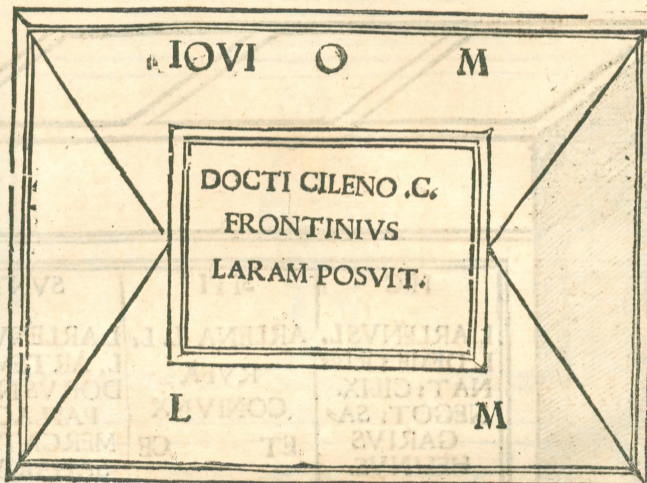 IOVI O M
DOCTI CILENO .C.
FRONTINIVS
LARAM POSVIT.
L M